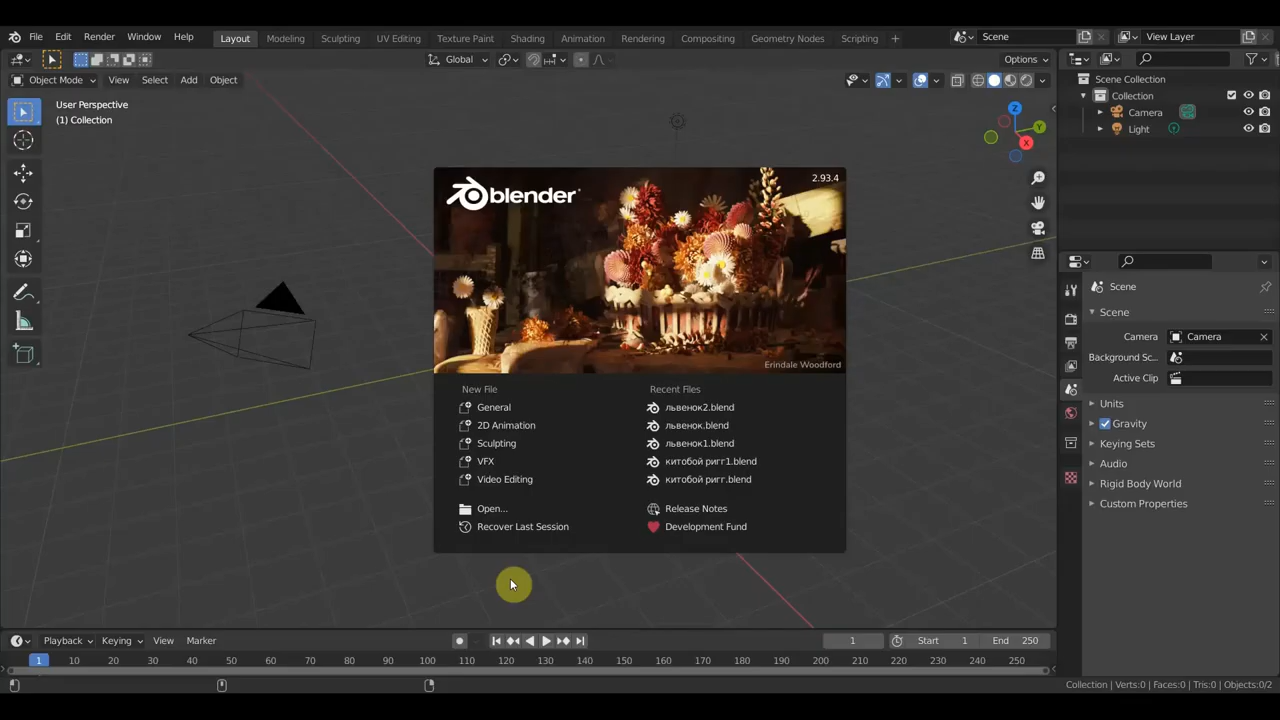 File Edit Render Window Help Layout Modeling Sculpting UV Editing Texture Paint Shading Animation Rendering Compositing Geometry Nodes Scripting + Scene View Layer
Global Options
Object Mode View Select Add Object
Scene Collection
Collection
Camera
Light
User Perspective
(1) Collection
Z
Y
X
blender
2.93.4
Erindale Woodford
New File
General
2D Animation
Sculpting
VFX
Video Editing
Open...
Recover Last Session
Recent Files
львенок2.blend
львенок.blend
львенок1.blend
китобой ригг1.blend
китобой ригг.blend
Release Notes
Development Fund
Scene
Scene
Camera Camera
Background Sc...
Active Clip
Units
Gravity
Keying Sets
Audio
Rigid Body World
Custom Properties
Playback Keying View Marker 1 Start 1 End 250
1 10 20 30 40 50 60 70 80 90 100 110 120 130 140 150 160 170 180 190 200 210 220 230 240 250
Collection | Verts:0 | Faces:0 | Tris:0 | Objects:0/2